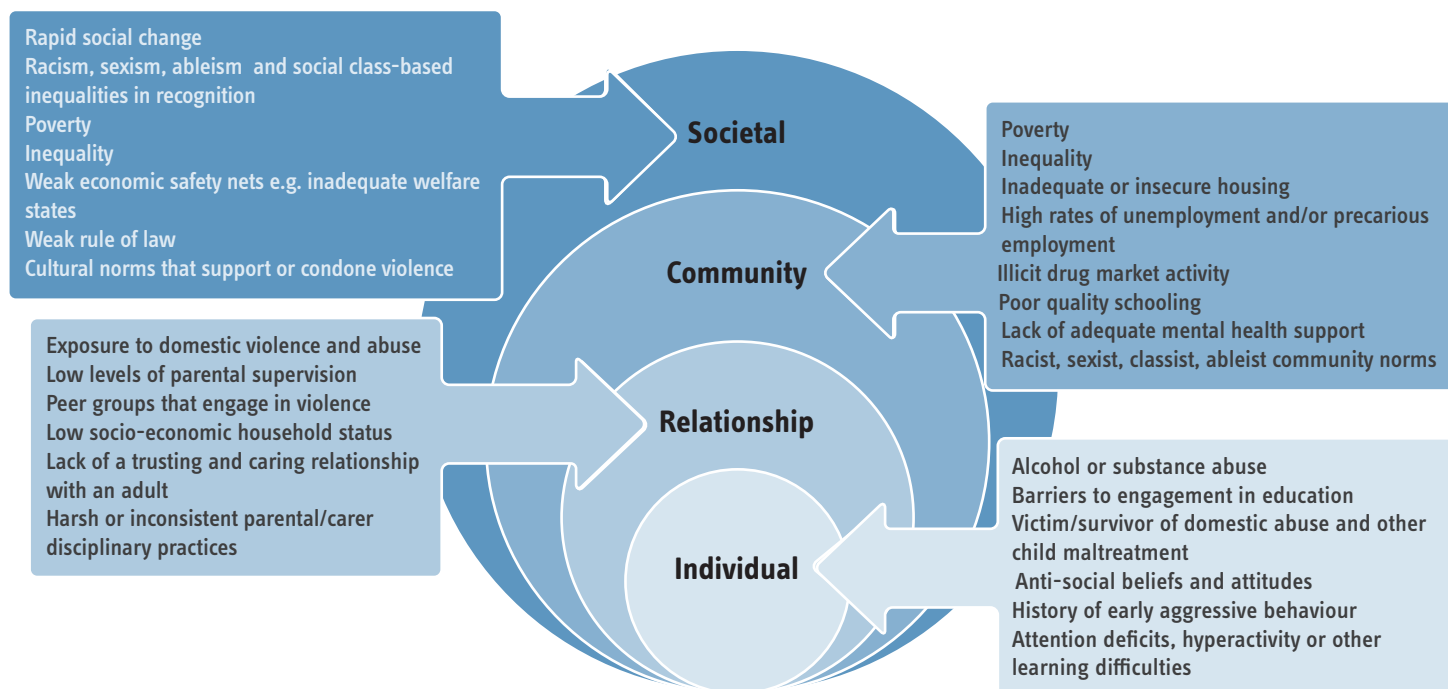 Rapid social change
Racism, sexism, ableism and social class-based
inequalities in recognition
Poverty
Inequality
Weak economic safety nets e.g. inadequate welfare
states
Weak rule of law
Cultural norms that support or condone violence
Societal
Poverty
Inequality
Inadequate or insecure housing
High rates of unemployment and/or precarious
employment
Illicit drug market activity
Poor quality schooling
Lack of adequate mental health support
Racist, sexist, classist, ableist community norms
Community
Exposure to domestic violence and abuse
Low levels of parental supervision
Peer groups that engage in violence
Low socio-economic household status
Lack of a trusting and caring relationship
with an adult
Harsh or inconsistent parental/carer
disciplinary practices
Relationship
Alcohol or substance abuse
Barriers to engagement in education
Victim/survivor of domestic abuse and other
child maltreatment
Anti-social beliefs and attitudes
History of early aggressive behaviour
Attention deficits, hyperactivity or other
learning difficulties
Individual